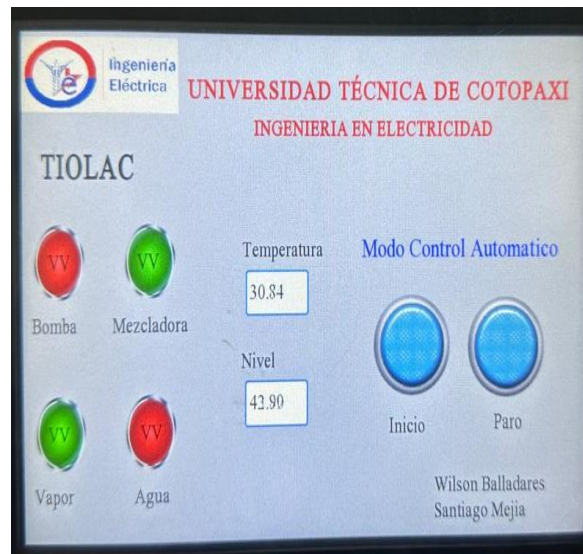 Ingeniería
Eléctrica
UNIVERSIDAD TÉCNICA DE COTOPAXI
INGENIERIA EN ELECTRICIDAD
TIOLAC
VV
VV
Temperatura
Modo Control Automatico
30.84
Bomba
Mezcladora
Nivel
43.90
Inicio
Paro
VV
VV
Vapor
Agua
Wilson Balladares
Santiago Mejia